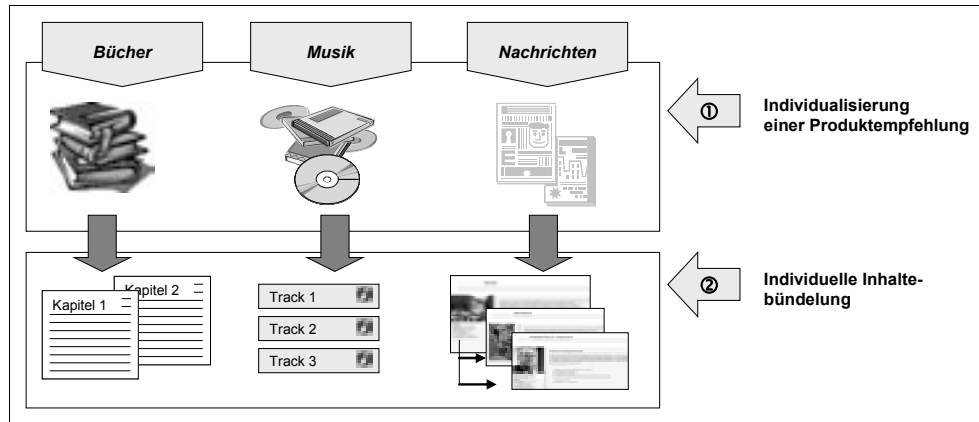 Bücher
Musik
Nachrichten
①
Individualisierung
einer Produktempfehlung
②
Individuelle Inhalte-
bündelung
Kapitel 1
Kapitel 2
Track 1
Track 2
Track 3